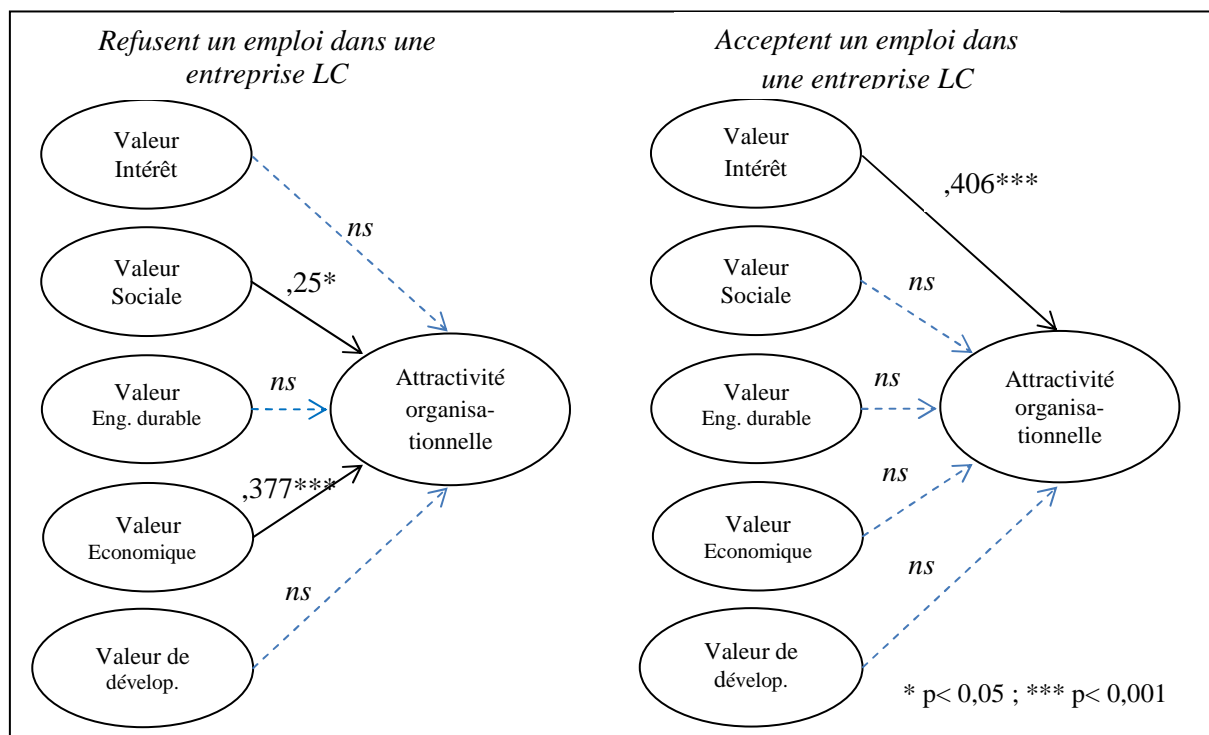 Refusent un emploi dans une
entreprise LC
Valeur
Intérêt
ns
Valeur
Sociale
,25*
Valeur
Eng. durable
ns
Attractivité
organisa-
tionnelle
,377***
Valeur
Economique
ns
Valeur de
dévelop.
Acceptent un emploi dans
une entreprise LC
Valeur
Intérêt
,406***
Valeur
Sociale
ns
Valeur
Eng. durable
ns
Attractivité
organisa-
tionnelle
ns
Valeur
Economique
ns
Valeur de
dévelop.
* p< 0,05 ; *** p< 0,001